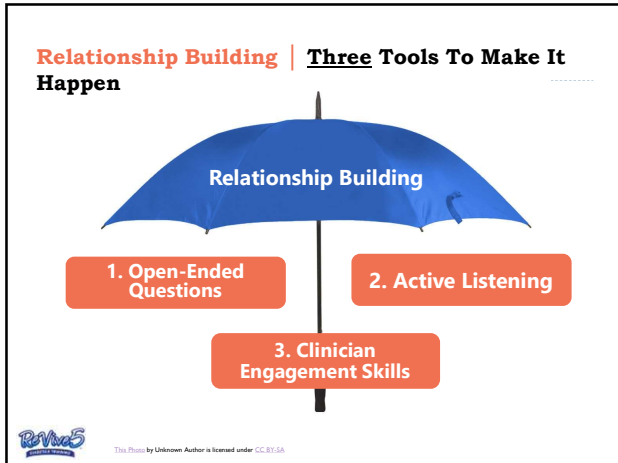 Relationship Building | Three Tools To Make It
Happen
Relationship Building
1. Open-Ended
Questions
2. Active Listening
3. Clinician
Engagement Skills
ReVive5
This Photo by Unknown Author is licensed under CC BY-SA